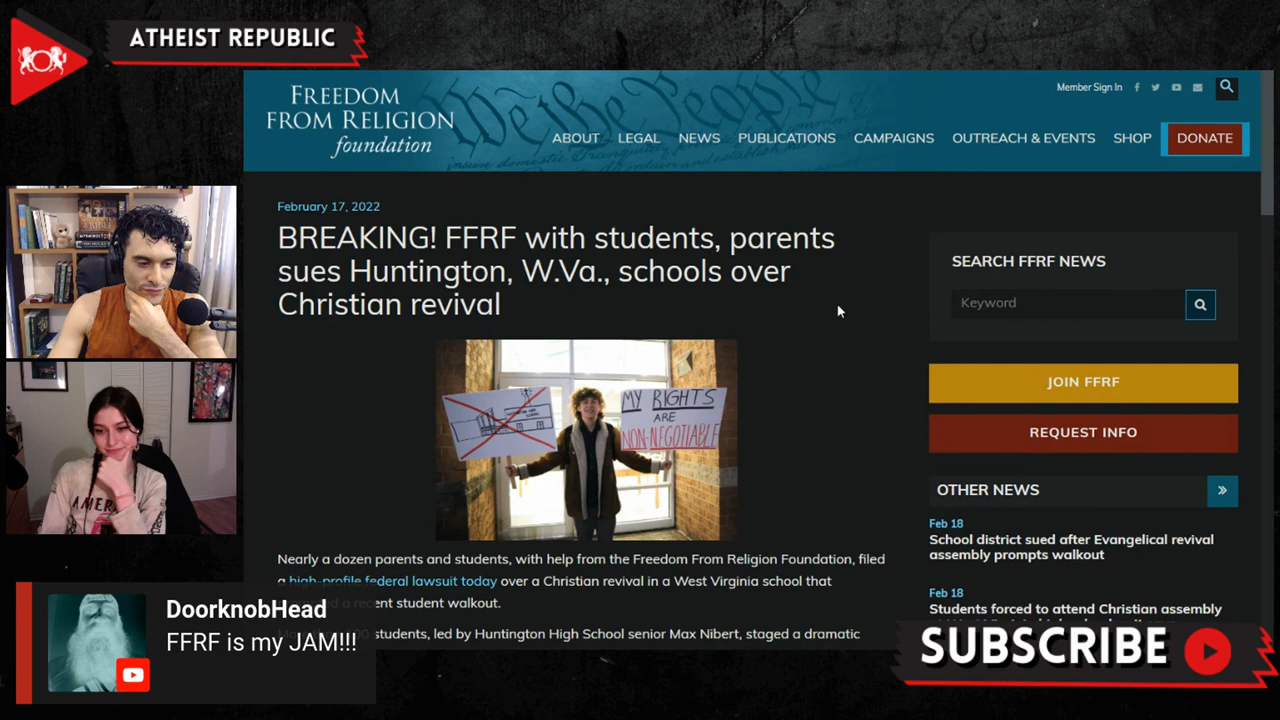 ATHEIST REPUBLIC
FREEDOM
FROM RELIGION
foundation
We the People
Member Sign In
ABOUT LEGAL NEWS PUBLICATIONS CAMPAIGNS OUTREACH & EVENTS SHOP DONATE
February 17, 2022
BREAKING! FFRF with students, parents
sues Huntington, W.Va., schools over
Christian revival
MY RIGHTS
ARE
NON-NEGOTIABLE
Nearly a dozen parents and students, with help from the Freedom From Religion Foundation, filed
a high-profile federal lawsuit today over a Christian revival in a West Virginia school that
a recent student walkout.
students, led by Huntington High School senior Max Nibert, staged a dramatic
SEARCH FFRF NEWS
Keyword
JOIN FFRF
REQUEST INFO
OTHER NEWS
Feb 18
School district sued after Evangelical revival
assembly prompts walkout
Feb 18
Students forced to attend Christian assembly
AMERI
DoorknobHead
FFRF is my JAM!!!
SUBSCRIBE